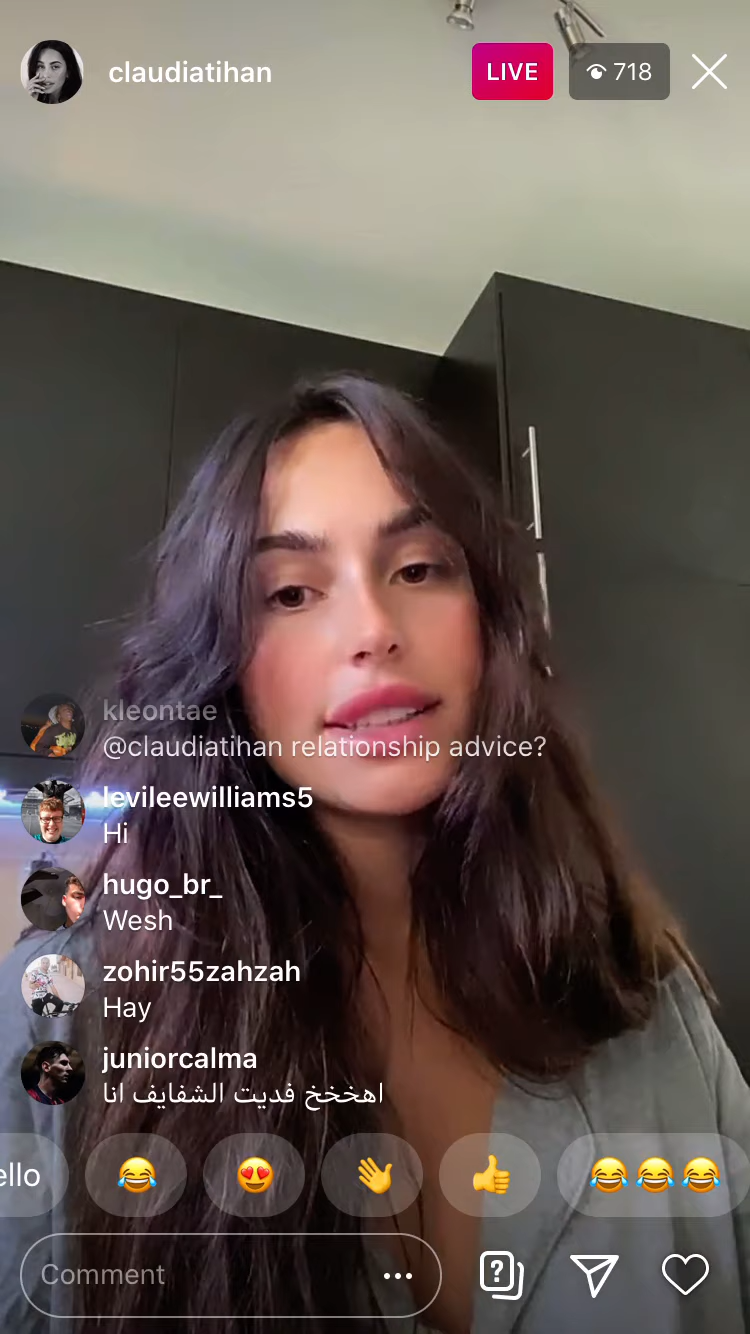 claudiatihan
LIVE
718
kleontae
@claudiatihan relationship advice?
levileewilliams5
Hi
hugo_br_
Wesh
zohir55zahzah
Hay
juniorcalma
اهخخخ فديت الشفايف انا
ello
Comment